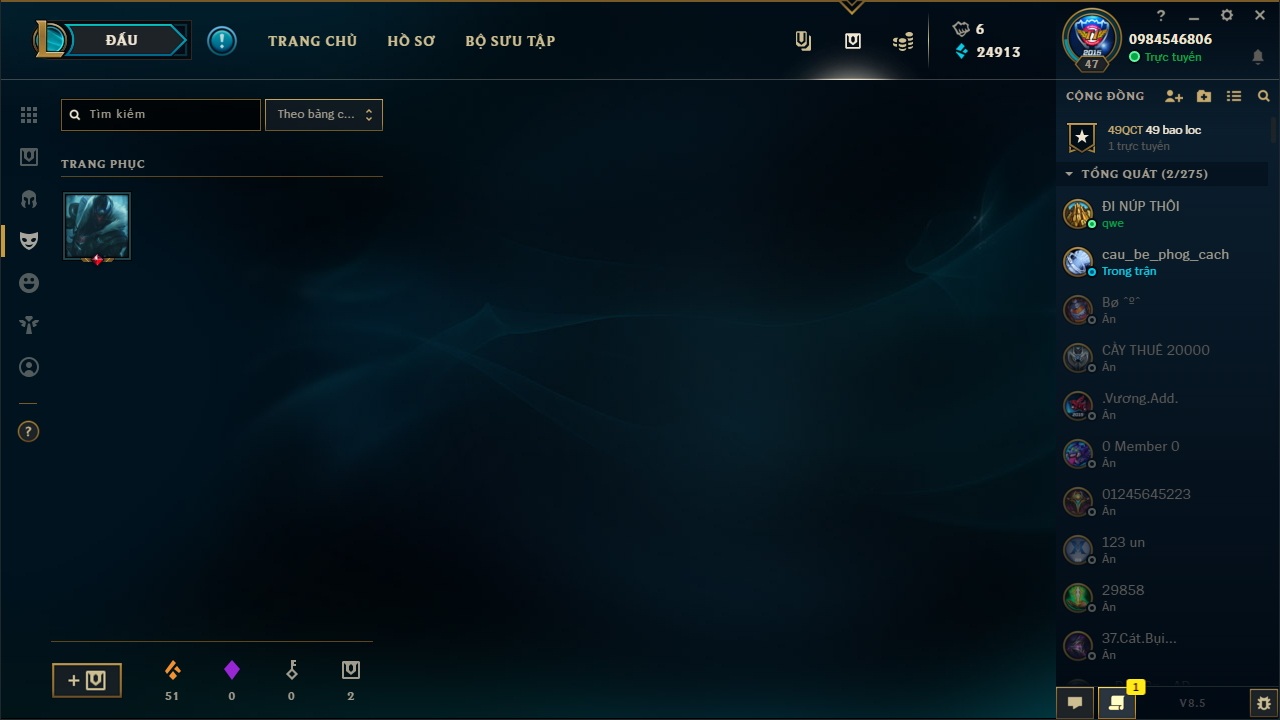 ĐẤU
TRANG CHỦ
HỒ SƠ
BỘ SƯU TẬP
6
24913
2015
47
0984546806
Trực tuyến
Tìm kiếm
Theo bảng c...
TRANG PHỤC
51
0
0
2
CỘNG ĐỒNG
49QCT 49 bao loc
1 trực tuyến
TỔNG QUÁT (2/275)
ĐI NÚP THÔI
qwe
cau_be_phog_cach
Trong trận
Bø ˆºˆ
Ẩn
CÀY THUÊ 20000
Ẩn
.Vương.Add.
Ẩn
0 Member 0
Ẩn
01245645223
Ẩn
123 un
Ẩn
29858
Ẩn
37.Cát.Bụi...
Ẩn
1
V8.5